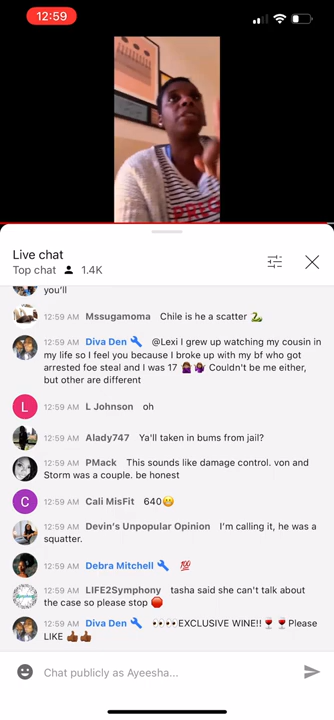 12:59
Live chat
Top chat 1.4K
you'll
12:59 AM Mssugamoma Chile is he a scatter 🐍
12:59 AM Diva Den 🔧 @Lexi I grew up watching my cousin in
my life so I feel you because I broke up with my bf who got
arrested foe steal and I was 17 🤷🏾‍♀️ Couldn't be me either,
but other are different
L
12:59 AM L Johnson oh
12:59 AM Alady747 Ya'll taken in bums from jail?
12:59 AM PMack This sounds like damage control. von and
Storm was a couple. be honest
C
12:59 AM Cali MisFit 640
12:59 AM Devin's Unpopular Opinion I'm calling it, he was a
squatter.
12:59 AM Debra Mitchell 🔧 💯
12:59 AM LIFE2Symphony tasha said she can't talk about
the case so please stop 🛑
12:59 AM Diva Den 🔧 👀👀EXCLUSIVE WINE!!🍷🍷Please
LIKE 👍🏾👍🏾
Chat publicly as Ayeesha...